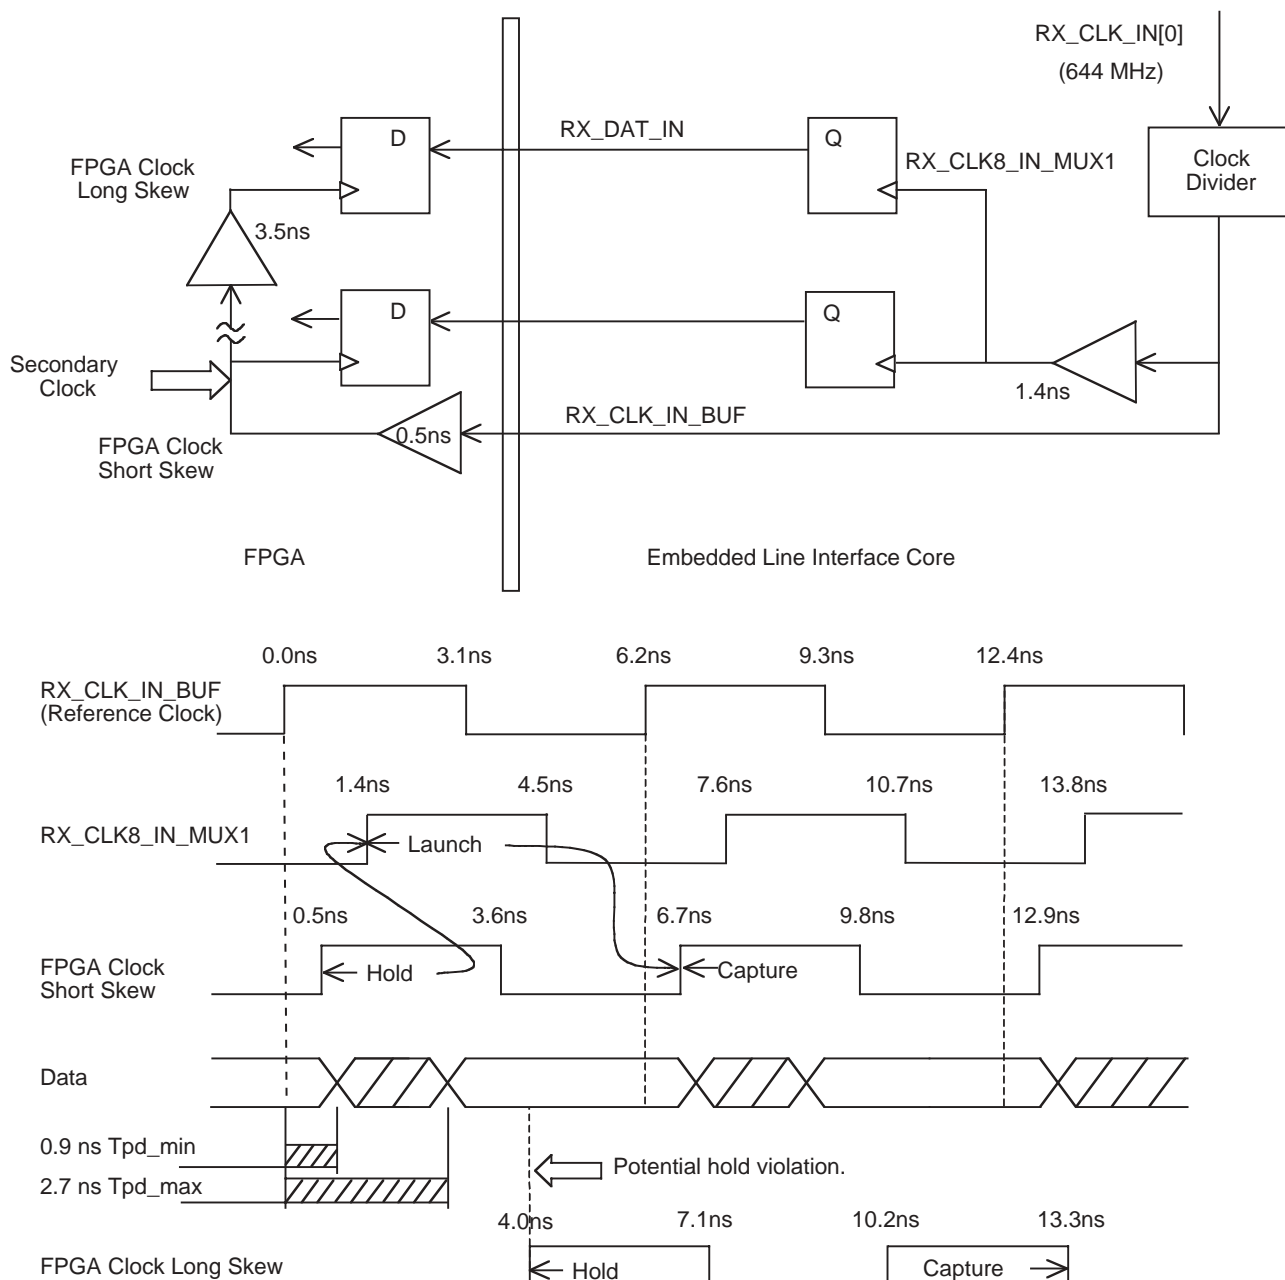 RX_CLK_IN[0]
(644 MHz)
D
RX_DAT_IN
Q
RX_CLK8_IN_MUX1
Clock
Divider
FPGA Clock
Long Skew
3.5ns
D
Q
Secondary
Clock
1.4ns
RX_CLK_IN_BUF
0.5ns
FPGA Clock
Short Skew
FPGA
Embedded Line Interface Core
0.0ns
3.1ns
6.2ns
9.3ns
12.4ns
RX_CLK_IN_BUF
(Reference Clock)
1.4ns
4.5ns
7.6ns
10.7ns
13.8ns
RX_CLK8_IN_MUX1
Launch
0.5ns
3.6ns
6.7ns
9.8ns
12.9ns
FPGA Clock
Short Skew
Hold
Capture
Data
0.9 ns Tpd_min
Potential hold violation.
2.7 ns Tpd_max
4.0ns
7.1ns
10.2ns
13.3ns
FPGA Clock Long Skew
Hold
Capture